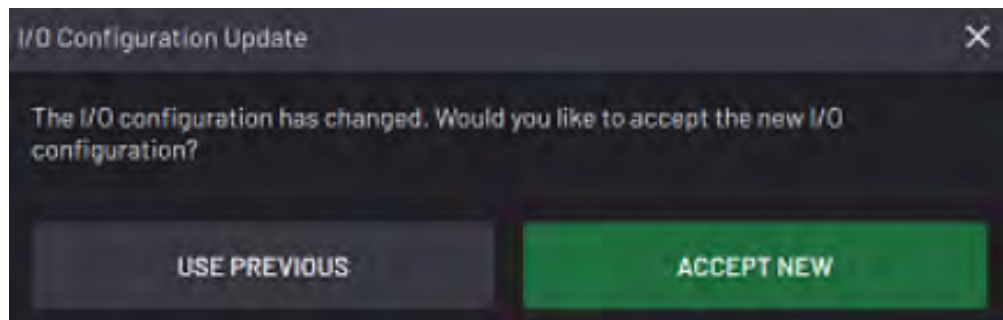 I/O Configuration Update
The I/O configuration has changed. Would you like to accept the new I/O
configuration?
USE PREVIOUS
ACCEPT NEW